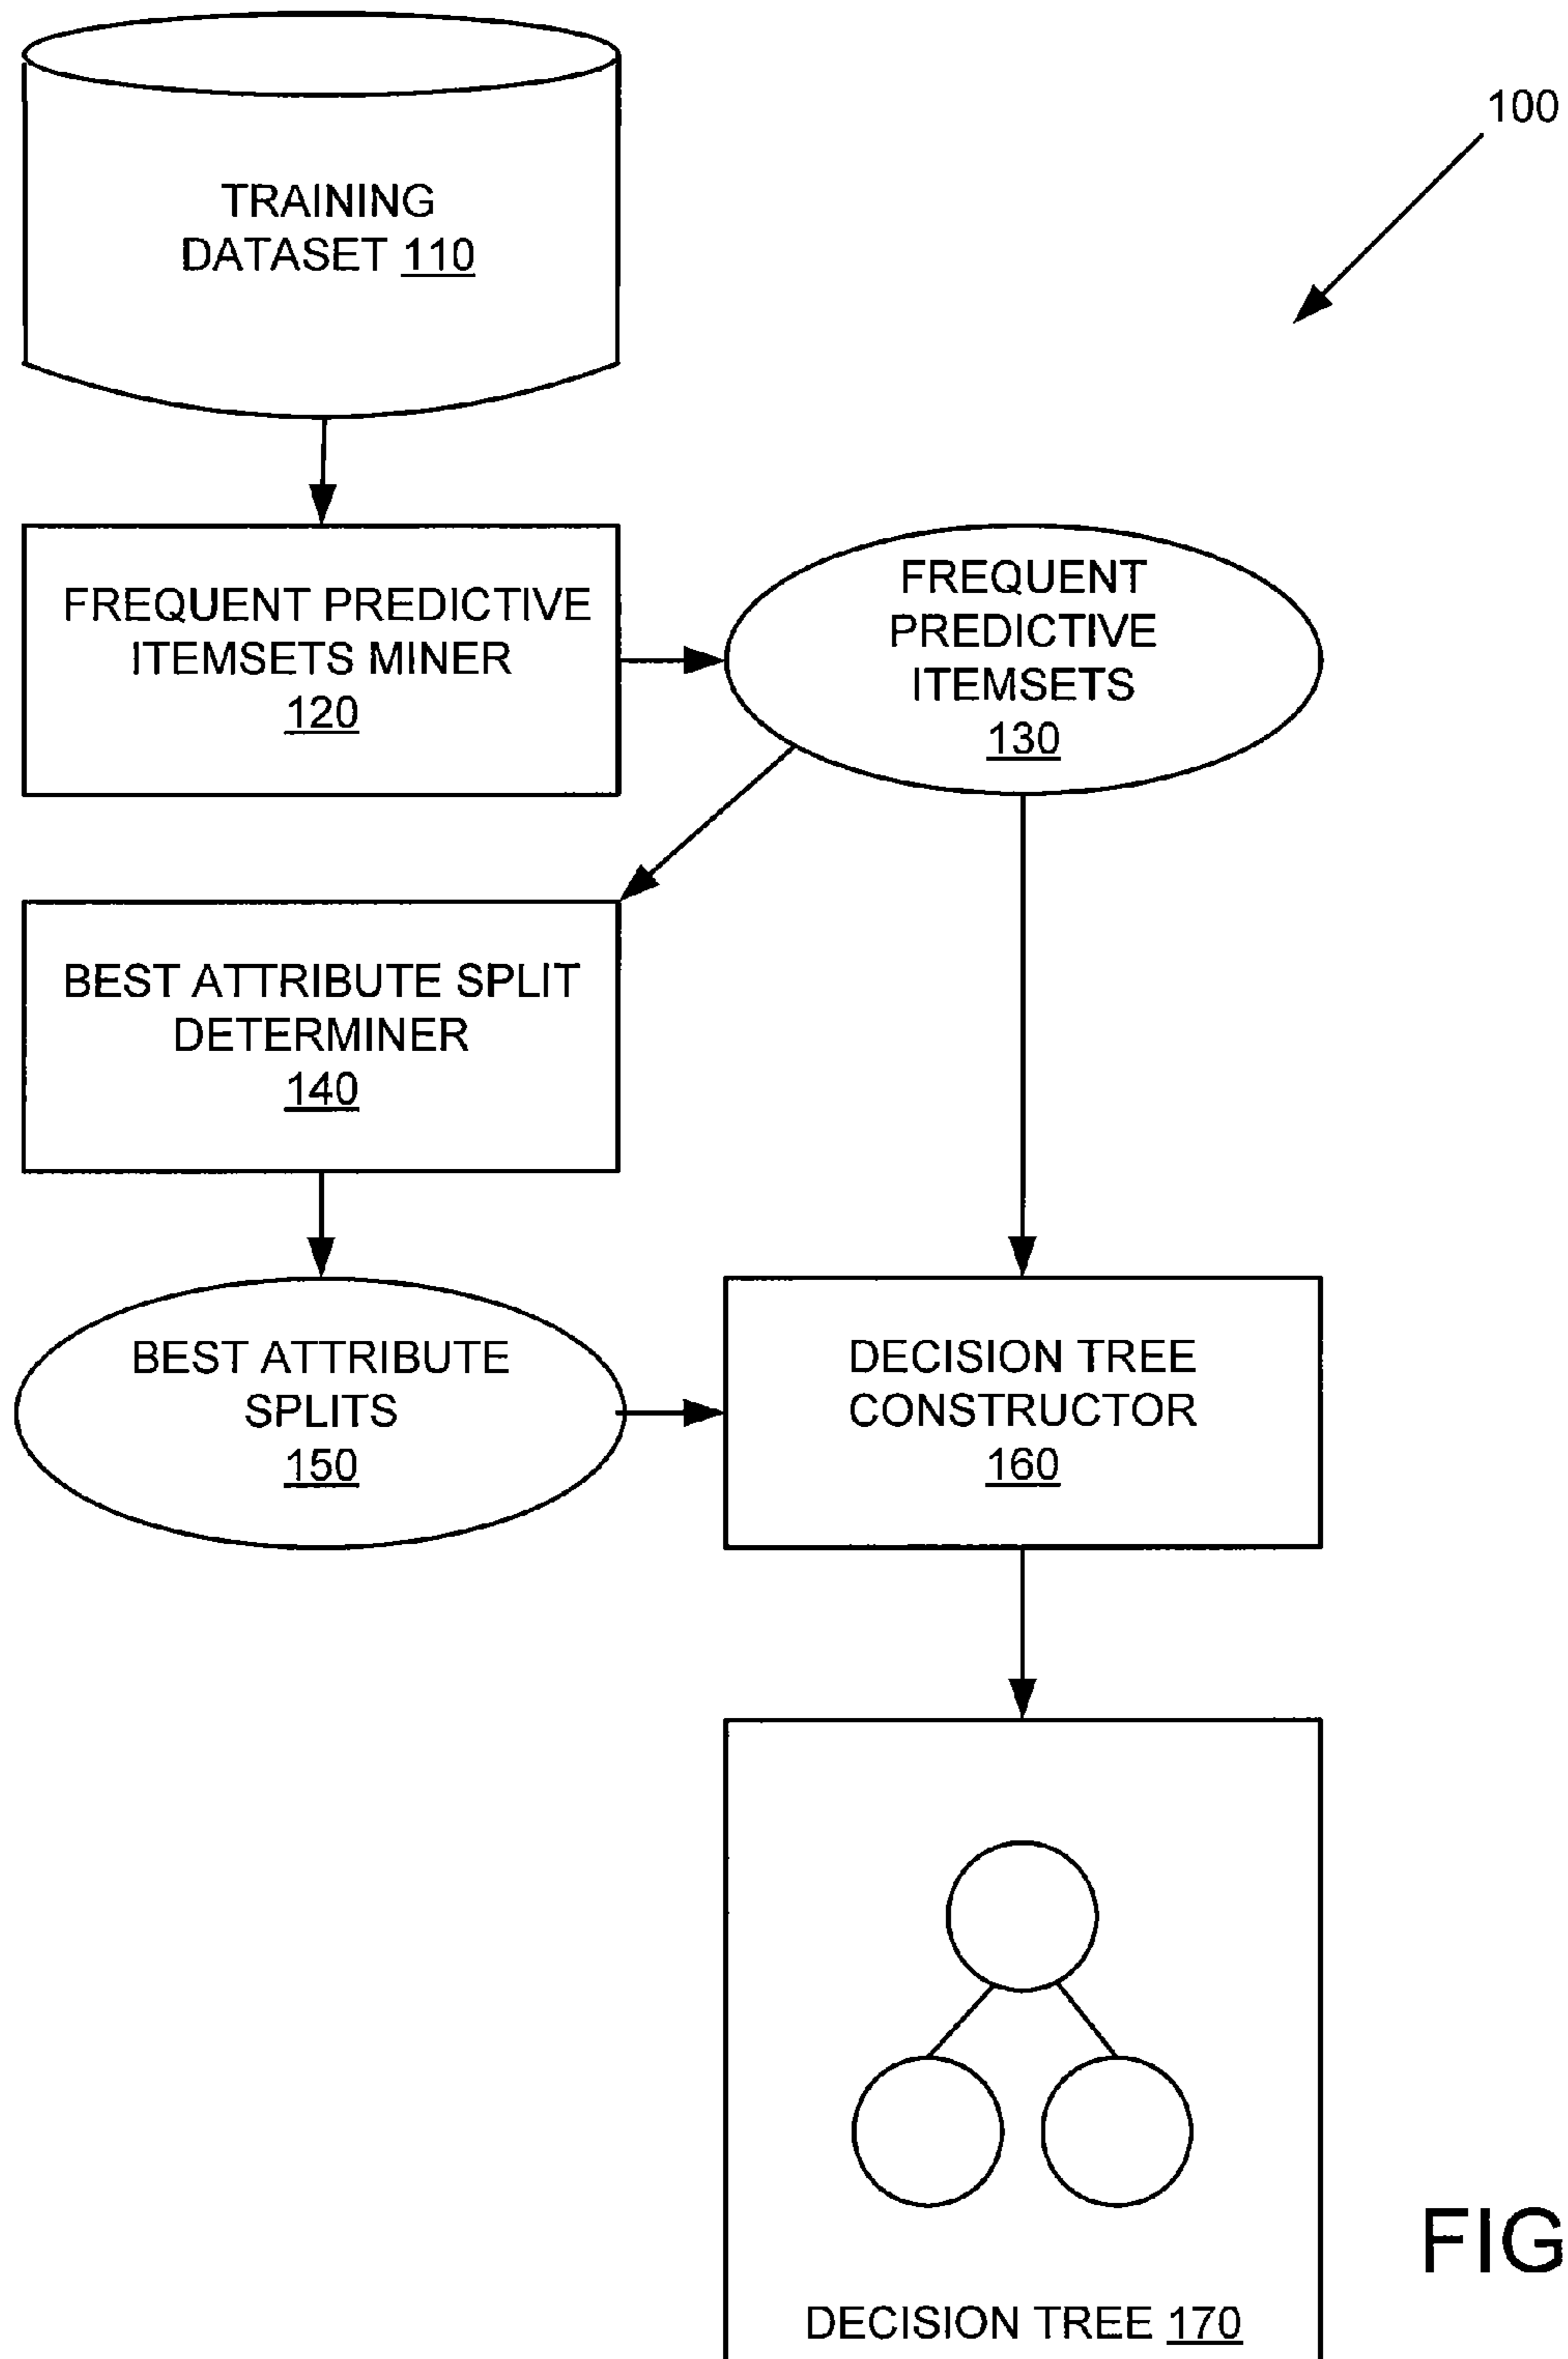 100
TRAINING
DATASET 110
FREQUENT PREDICTIVE
ITEMSETS MINER
120
FREQUENT
PREDICTIVE
ITEMSETS
130
BEST ATTRIBUTE SPLIT
DETERMINER
140
BEST ATTRIBUTE
SPLITS
150
DECISION TREE
CONSTRUCTOR
160
DECISION TREE 170
FIG